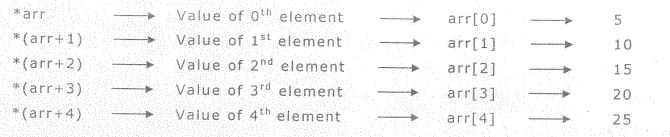 *arr → Value of 0th element → arr[0] → 5
*(arr+1) → Value of 1st element → arr[1] → 10
*(arr+2) → Value of 2nd element → arr[2] → 15
*(arr+3) → Value of 3rd element → arr[3] → 20
*(arr+4) → Value of 4th element → arr[4] → 25